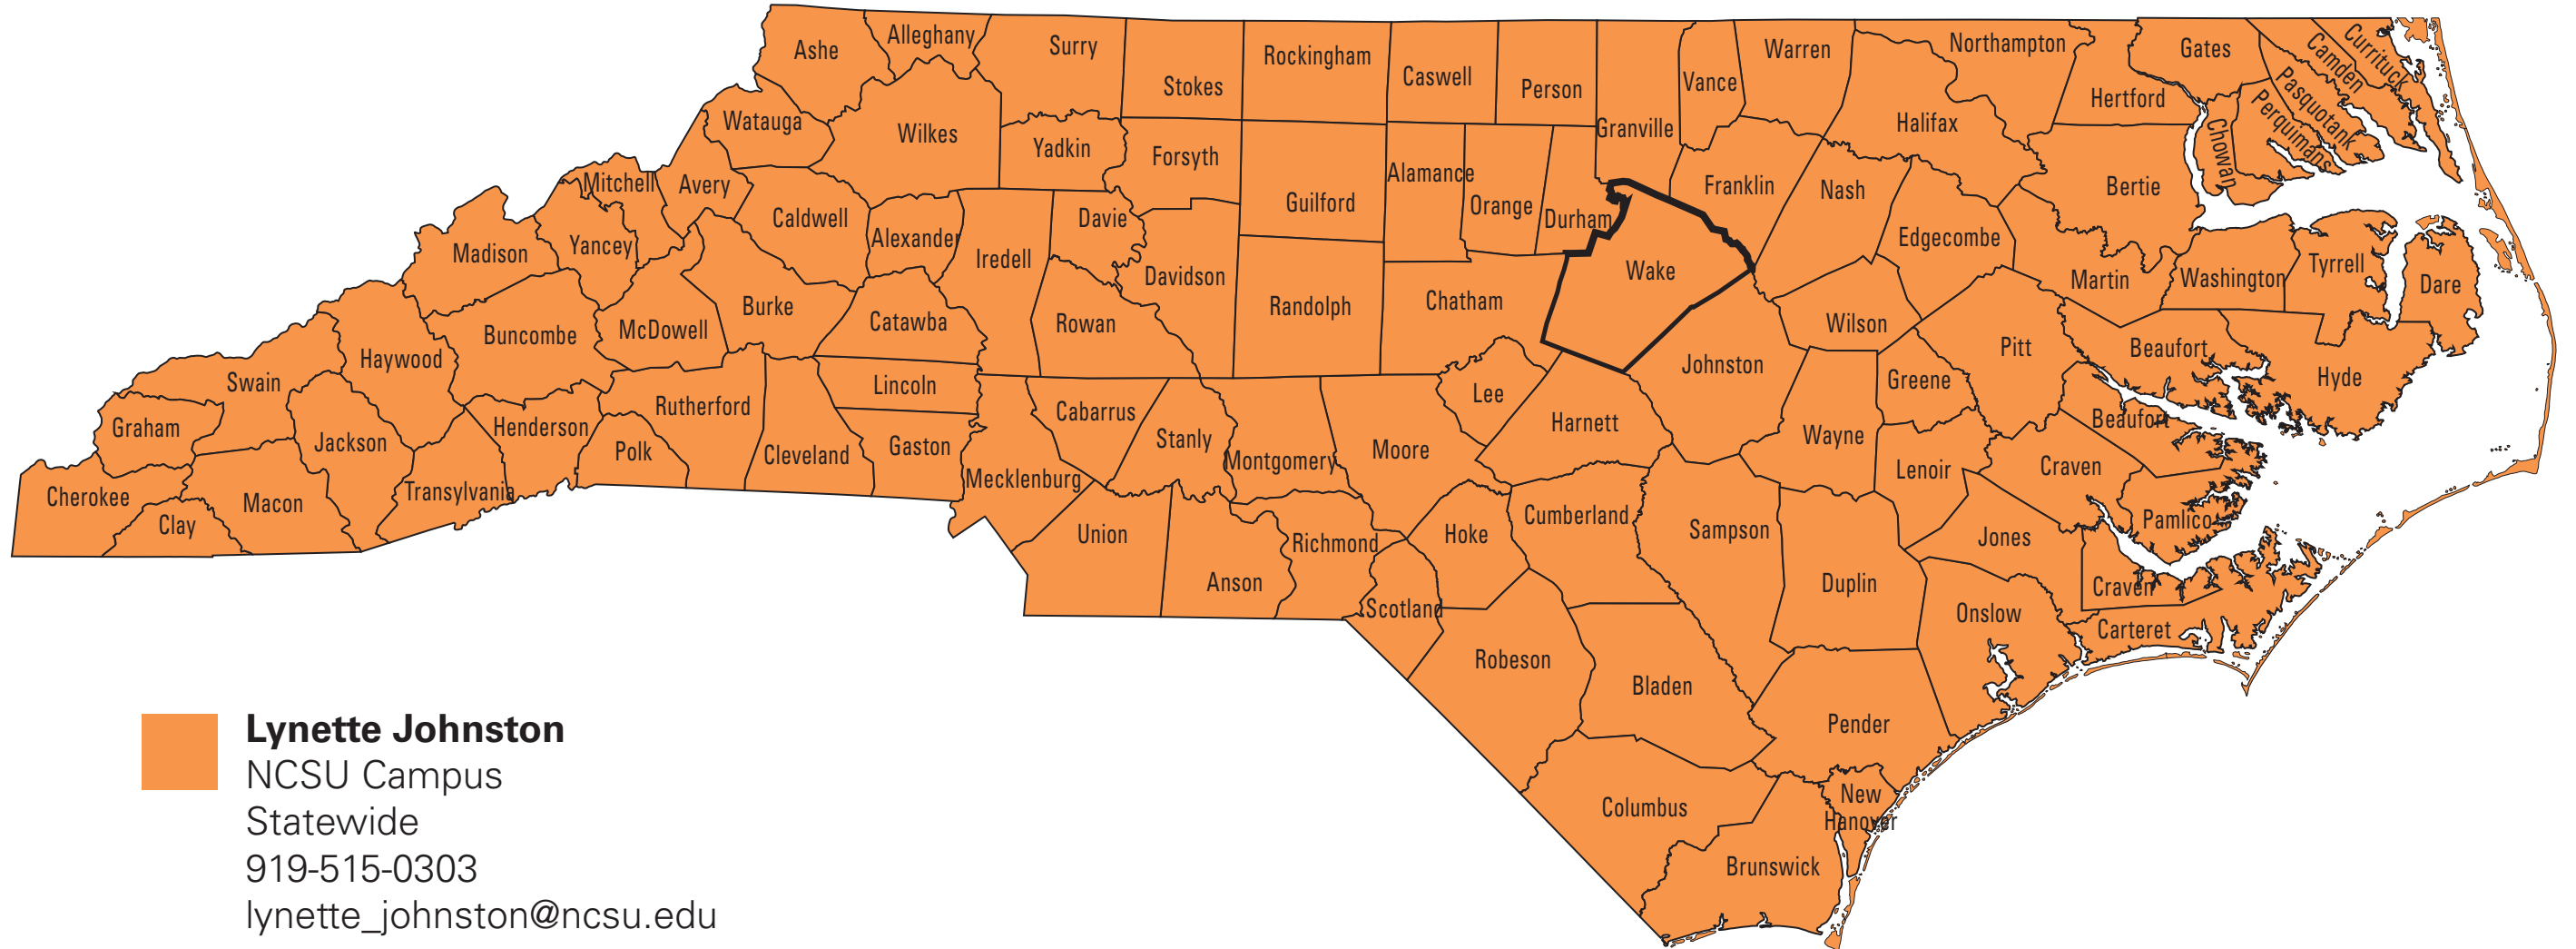 Ashe
Alleghany
Surry
Stokes
Rockingham
Caswell
Person
Granville
Vance
Warren
Northampton
Halifax
Hertford
Gates
Camden
Currituck
Pasquotank
Perquimans
Chowan
Bertie
Watauga
Wilkes
Yadkin
Forsyth
Guilford
Alamance
Orange
Durham
Franklin
Nash
Edgecombe
Martin
Washington
Tyrrell
Dare
Mitchell
Avery
Caldwell
Alexander
Iredell
Davie
Davidson
Randolph
Chatham
Wake
Johnston
Wilson
Pitt
Beaufort
Hyde
Madison
Yancey
Buncombe
McDowell
Burke
Catawba
Rowan
Lee
Harnett
Wayne
Greene
Beaufort
Swain
Haywood
Graham
Jackson
Henderson
Rutherford
Polk
Cleveland
Lincoln
Gaston
Mecklenburg
Cabarrus
Stanly
Montgomery
Moore
Lenoir
Craven
Pamlico
Cherokee
Clay
Macon
Transylvania
Union
Anson
Richmond
Scotland
Hoke
Cumberland
Sampson
Duplin
Jones
Craven
Carteret
Onslow
Robeson
Bladen
Pender
Columbus
New
Hanover
Brunswick
Lynette Johnston
NCSU Campus
Statewide
919-515-0303
lynette_johnston@ncsu.edu